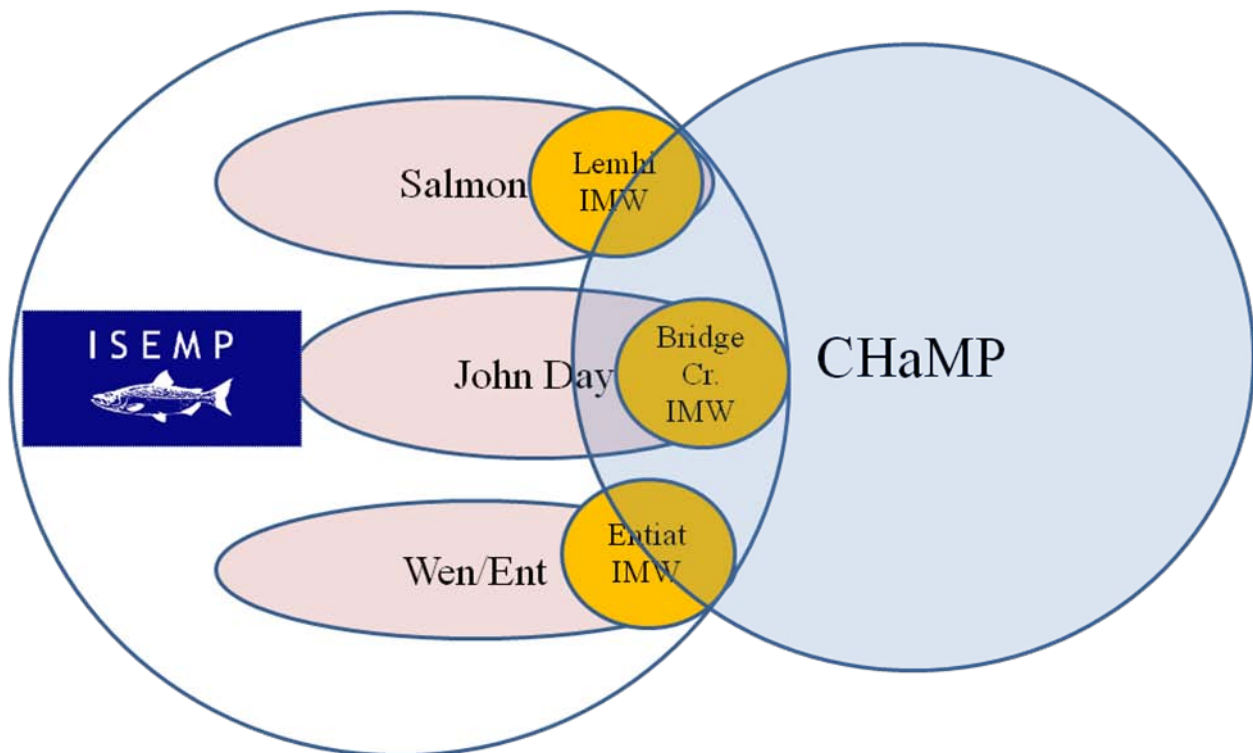 Salmon
Lemhi
IMW
ISEMP
John Day
Bridge
Cr.
IMW
CHaMP
Wen/Ent
Entiat
IMW